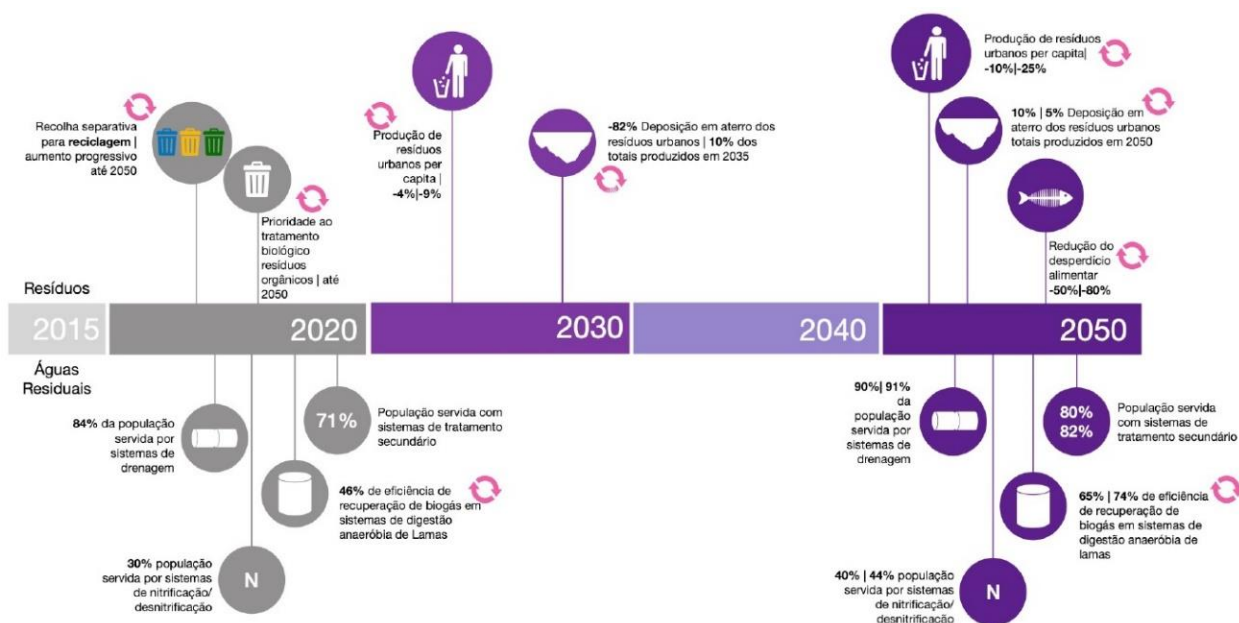 Recolha separativa
para reciclagem |
aumento progressivo
até 2050
Prioridade ao
tratamento
biológico
resíduos
orgânicos | até
2050
Produção de
resíduos
urbanos per
capita |
-4%|-9%
-82% Deposição em aterro dos
resíduos urbanos | 10% dos
totais produzidos em 2035
Produção de resíduos
urbanos per capita|
-10%|-25%
10% | 5% Deposição em
aterro dos resíduos urbanos
totais produzidos em 2050
Redução do
desperdício
alimentar
-50%|-80%
Resíduos
2015
2020
2030
2040
2050
Águas
Residuais
84% da população
servida por
sistemas de
drenagem
30% população
servida por sistemas
de nitrificação/
desnitrificação
N
46% de eficiência de
recuperação de biogás em
sistemas de digestão
anaeróbia de Lamas
71%
População servida com
sistemas de tratamento
secundário
90%| 91%
da
população
servida por
sistemas de
drenagem
40% | 44% população
servida por sistemas
de nitrificação/
desnitrificação
N
65% | 74% de eficiência
de recuperação de
biogás em sistemas de
digestão anaeróbia de
lamas
80%
82%
População servida
com sistemas de
tratamento secundário